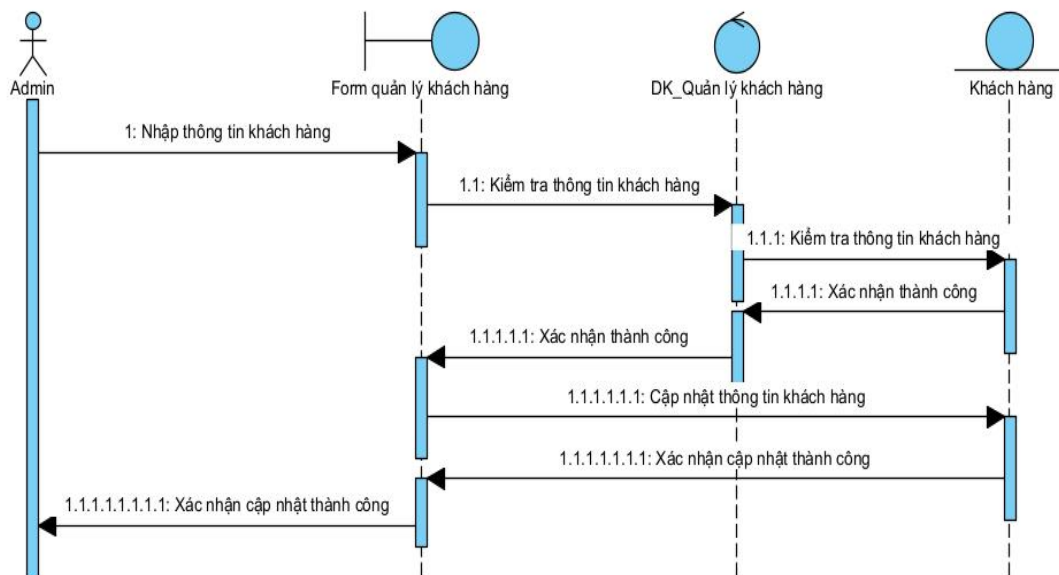 Admin
Form quản lý khách hàng
DK_Quản lý khách hàng
Khách hàng
1: Nhập thông tin khách hàng
1.1: Kiểm tra thông tin khách hàng
1.1.1: Kiểm tra thông tin khách hàng
1.1.1.1: Xác nhận thành công
1.1.1.1.1: Xác nhận thành công
1.1.1.1.1.1: Cập nhật thông tin khách hàng
1.1.1.1.1.1.1: Xác nhận cập nhật thành công
1.1.1.1.1.1.1.1: Xác nhận cập nhật thành công